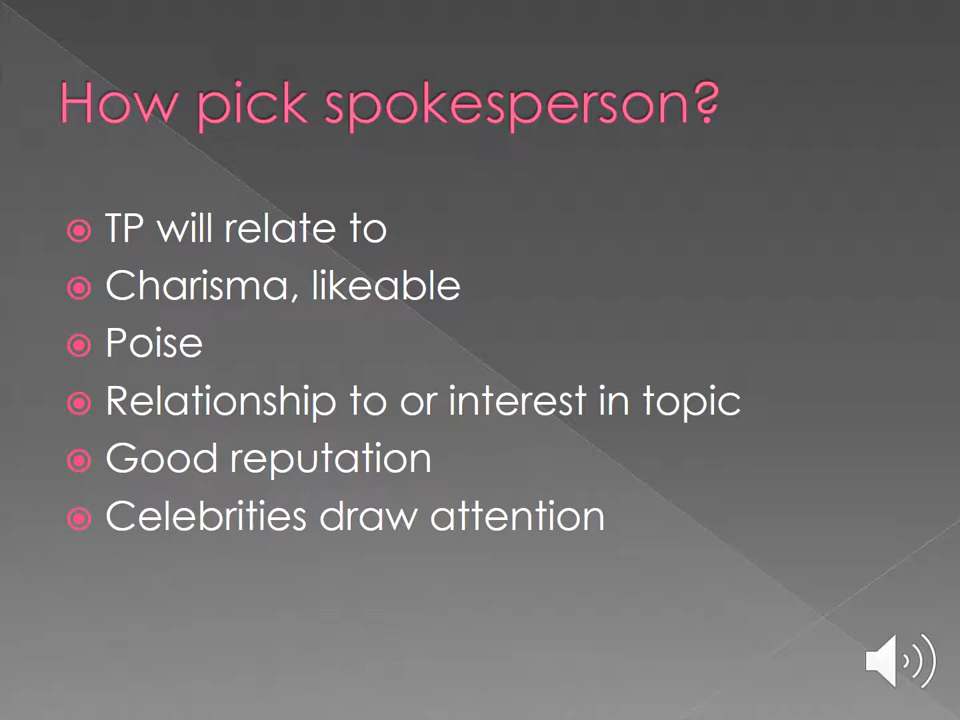 How pick spokesperson?
TP will relate to
Charisma, likeable
Poise
Relationship to or interest in topic
Good reputation
Celebrities draw attention